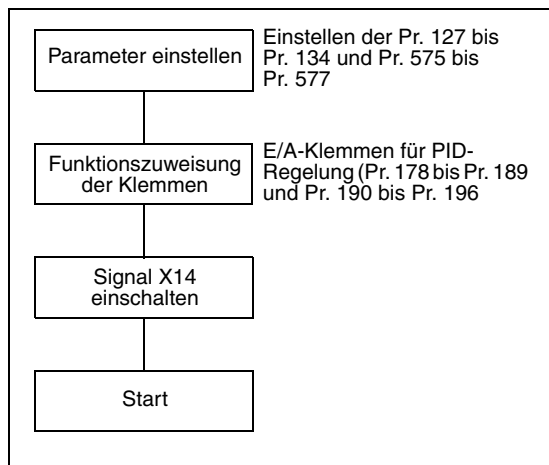 Parameter einstellen
Einstellen der Pr. 127 bis
Pr. 134 und Pr. 575 bis
Pr. 577
Funktionszuweisung
der Klemmen
E/A-Klemmen für PID-
Regelung (Pr. 178 bis Pr. 189
und Pr. 190 bis Pr. 196
Signal X14
einschalten
Start